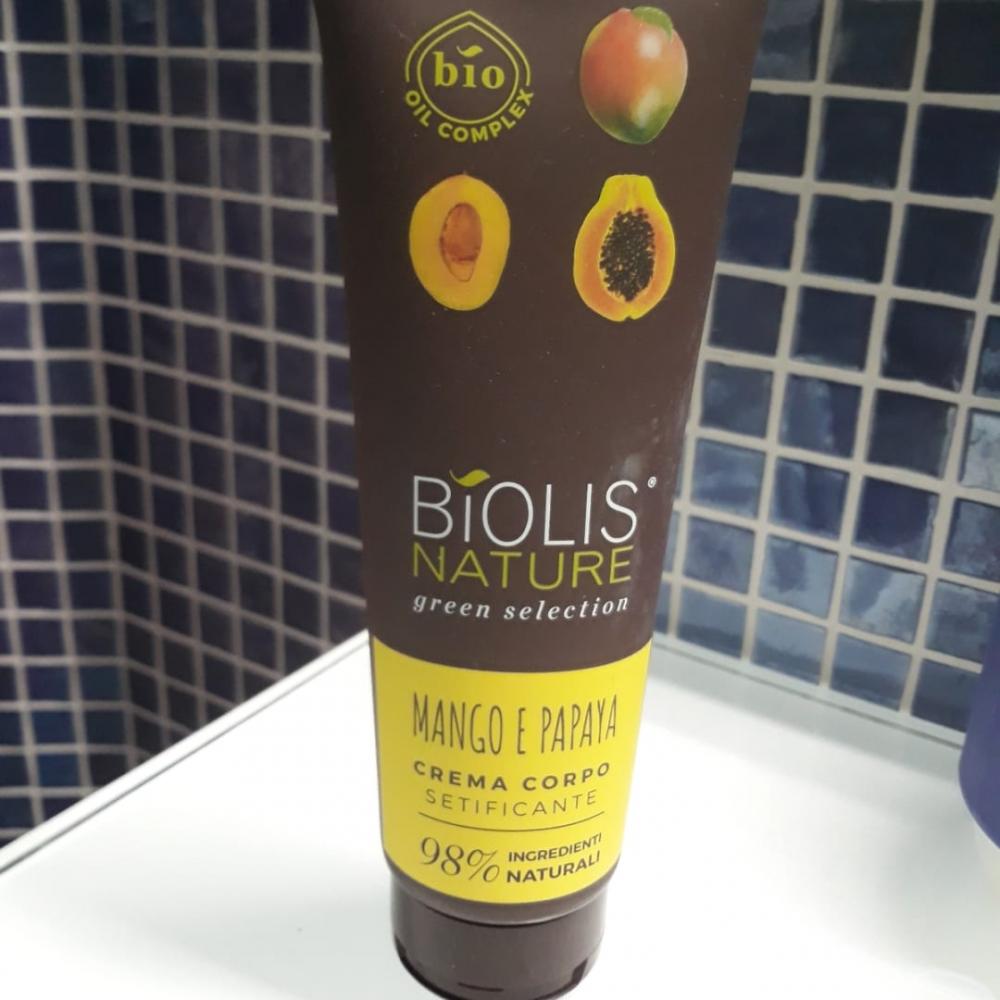 bio
OIL COMPLEX
BiOLIS®
NATURE
green selection
MANGO E PAPAYA
CREMA CORPO
SETIFICANTE
98% INGREDIENTI
NATURALI